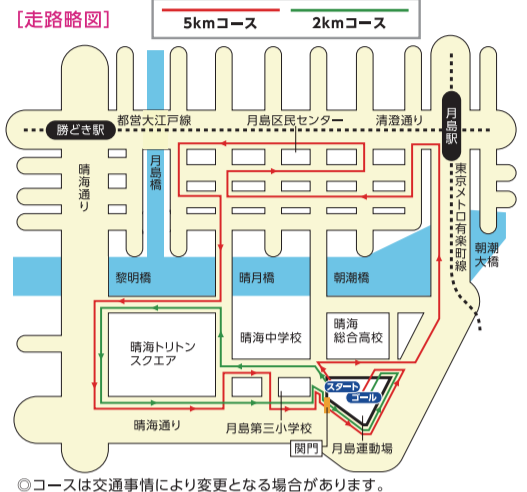 [走路略図]
5kmコース
2kmコース
都営大江戸線
月島区民センター
清澄通り
勝どき駅
月島駅
月島橋
晴海通り
東京メトロ有楽町線
朝潮
大橋
黎明橋
晴月橋
朝潮橋
晴海トリトン
スクエア
晴海中学校
晴海
総合高校
スタート
ゴール
晴海通り
月島第三小学校
関門
月島運動場
◎コースは交通事情により変更となる場合があります。